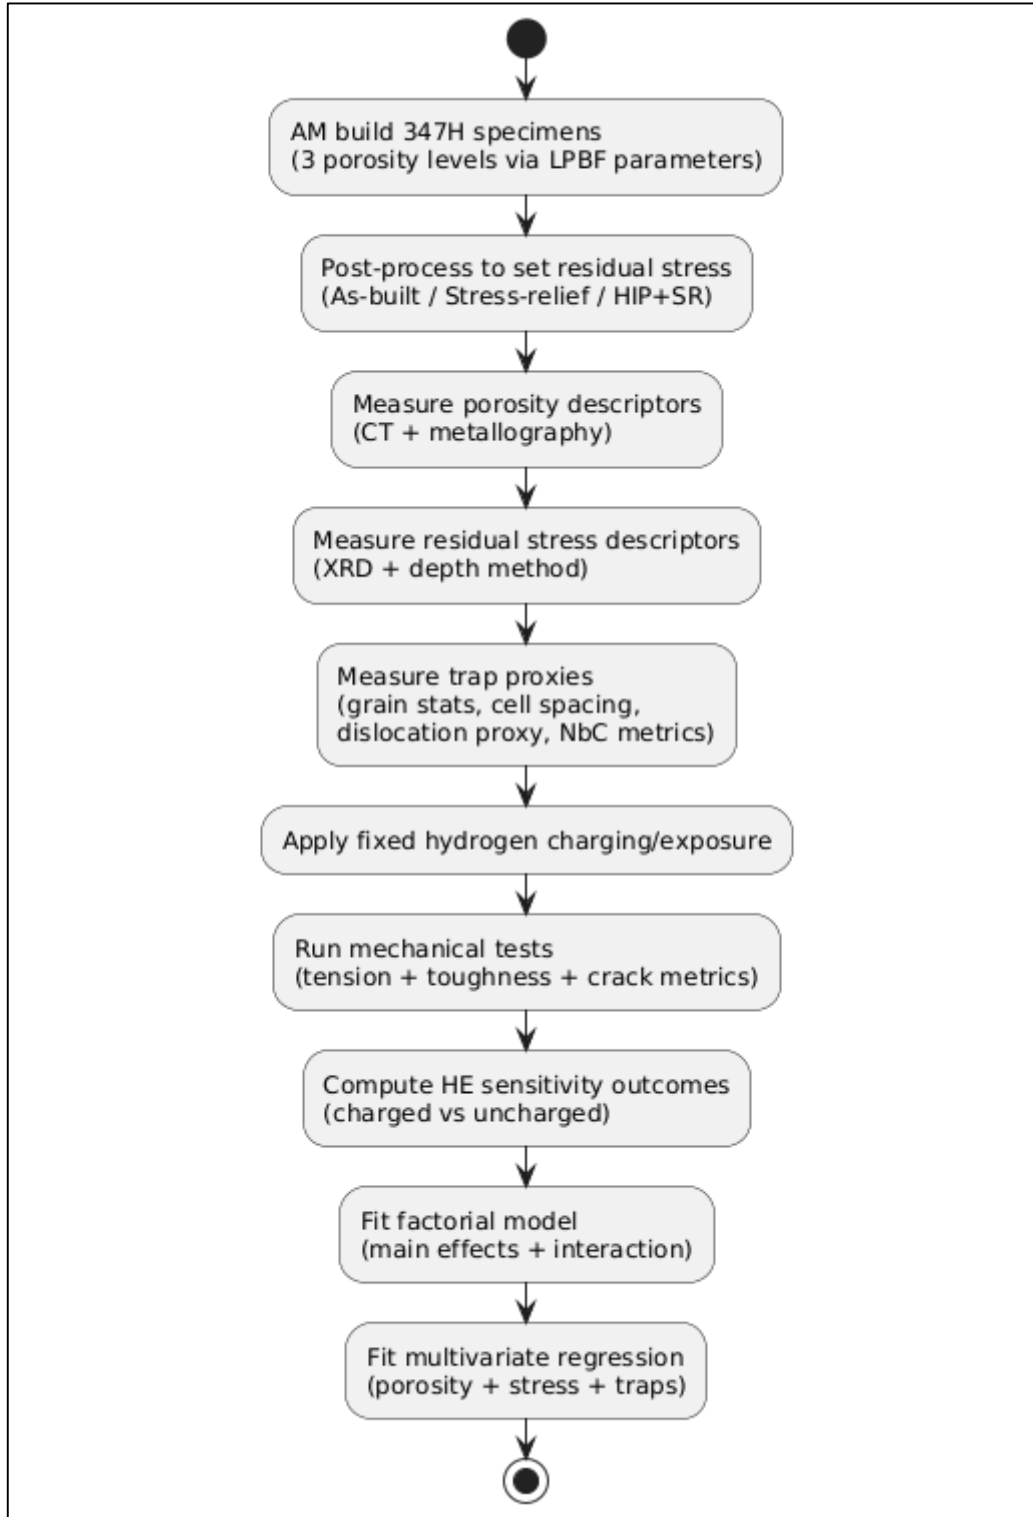 AM build 347H specimens
(3 porosity levels via LPBF parameters)
Post-process to set residual stress
(As-built / Stress-relief / HIP+SR)
Measure porosity descriptors
(CT + metallography)
Measure residual stress descriptors
(XRD + depth method)
Measure trap proxies
(grain stats, cell spacing,
dislocation proxy, NbC metrics)
Apply fixed hydrogen charging/exposure
Run mechanical tests
(tension + toughness + crack metrics)
Compute HE sensitivity outcomes
(charged vs uncharged)
Fit factorial model
(main effects + interaction)
Fit multivariate regression
(porosity + stress + traps)